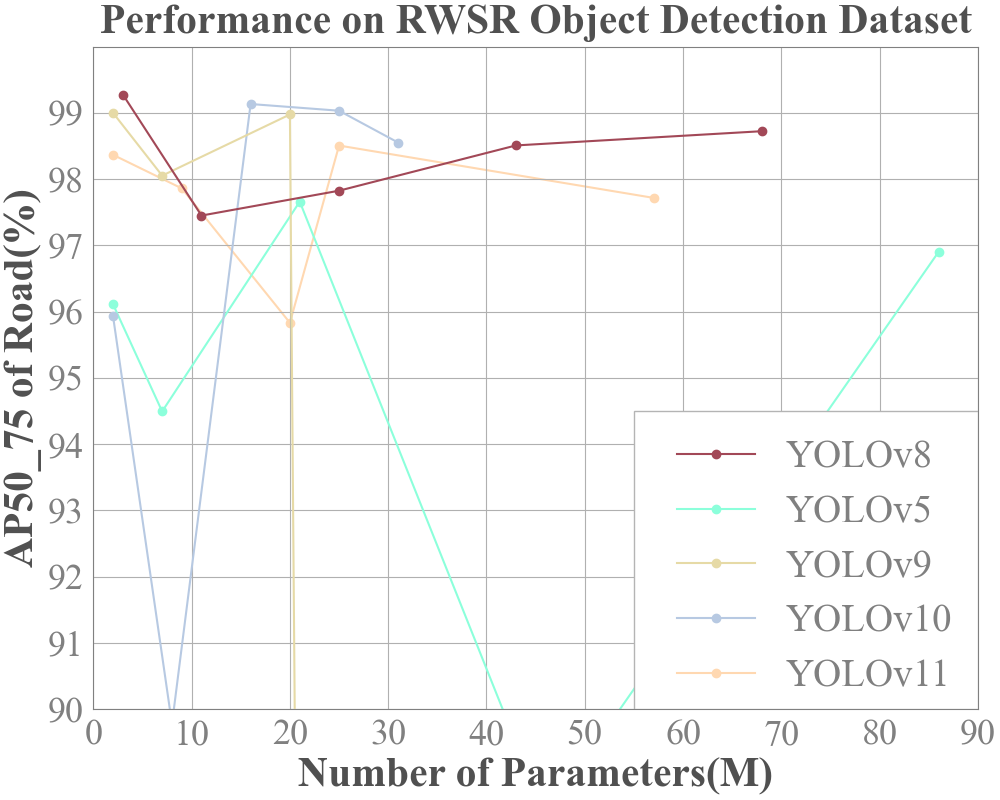 Performance on RWSR Object Detection Dataset
AP50_75 of Road(%)
99
98
97
96
95
94
93
92
91
90
0 10 20 30 40 50 60 70 80 90
Number of Parameters(M)
YOLOv8
YOLOv5
YOLOv9
YOLOv10
YOLOv11